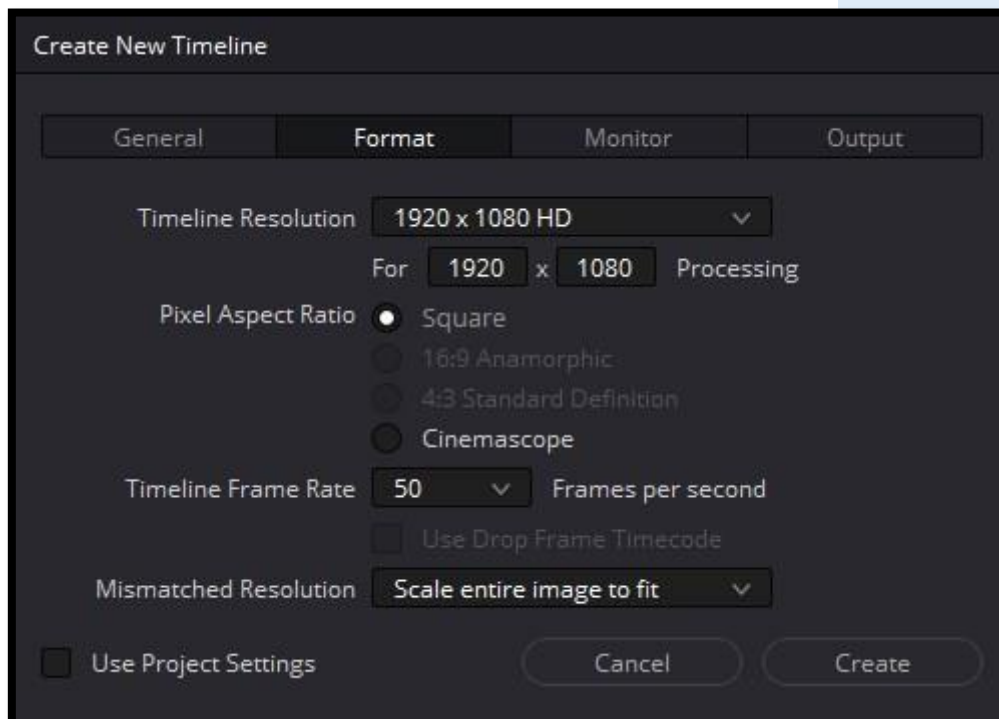 Create New Timeline
General Format Monitor Output
Timeline Resolution 1920 x 1080 HD
For 1920 x 1080 Processing
Pixel Aspect Ratio Square
16:9 Anamorphic
4:3 Standard Definition
Cinemascope
Timeline Frame Rate 50 Frames per second
Use Drop Frame Timecode
Mismatched Resolution Scale entire image to fit
Use Project Settings Cancel Create